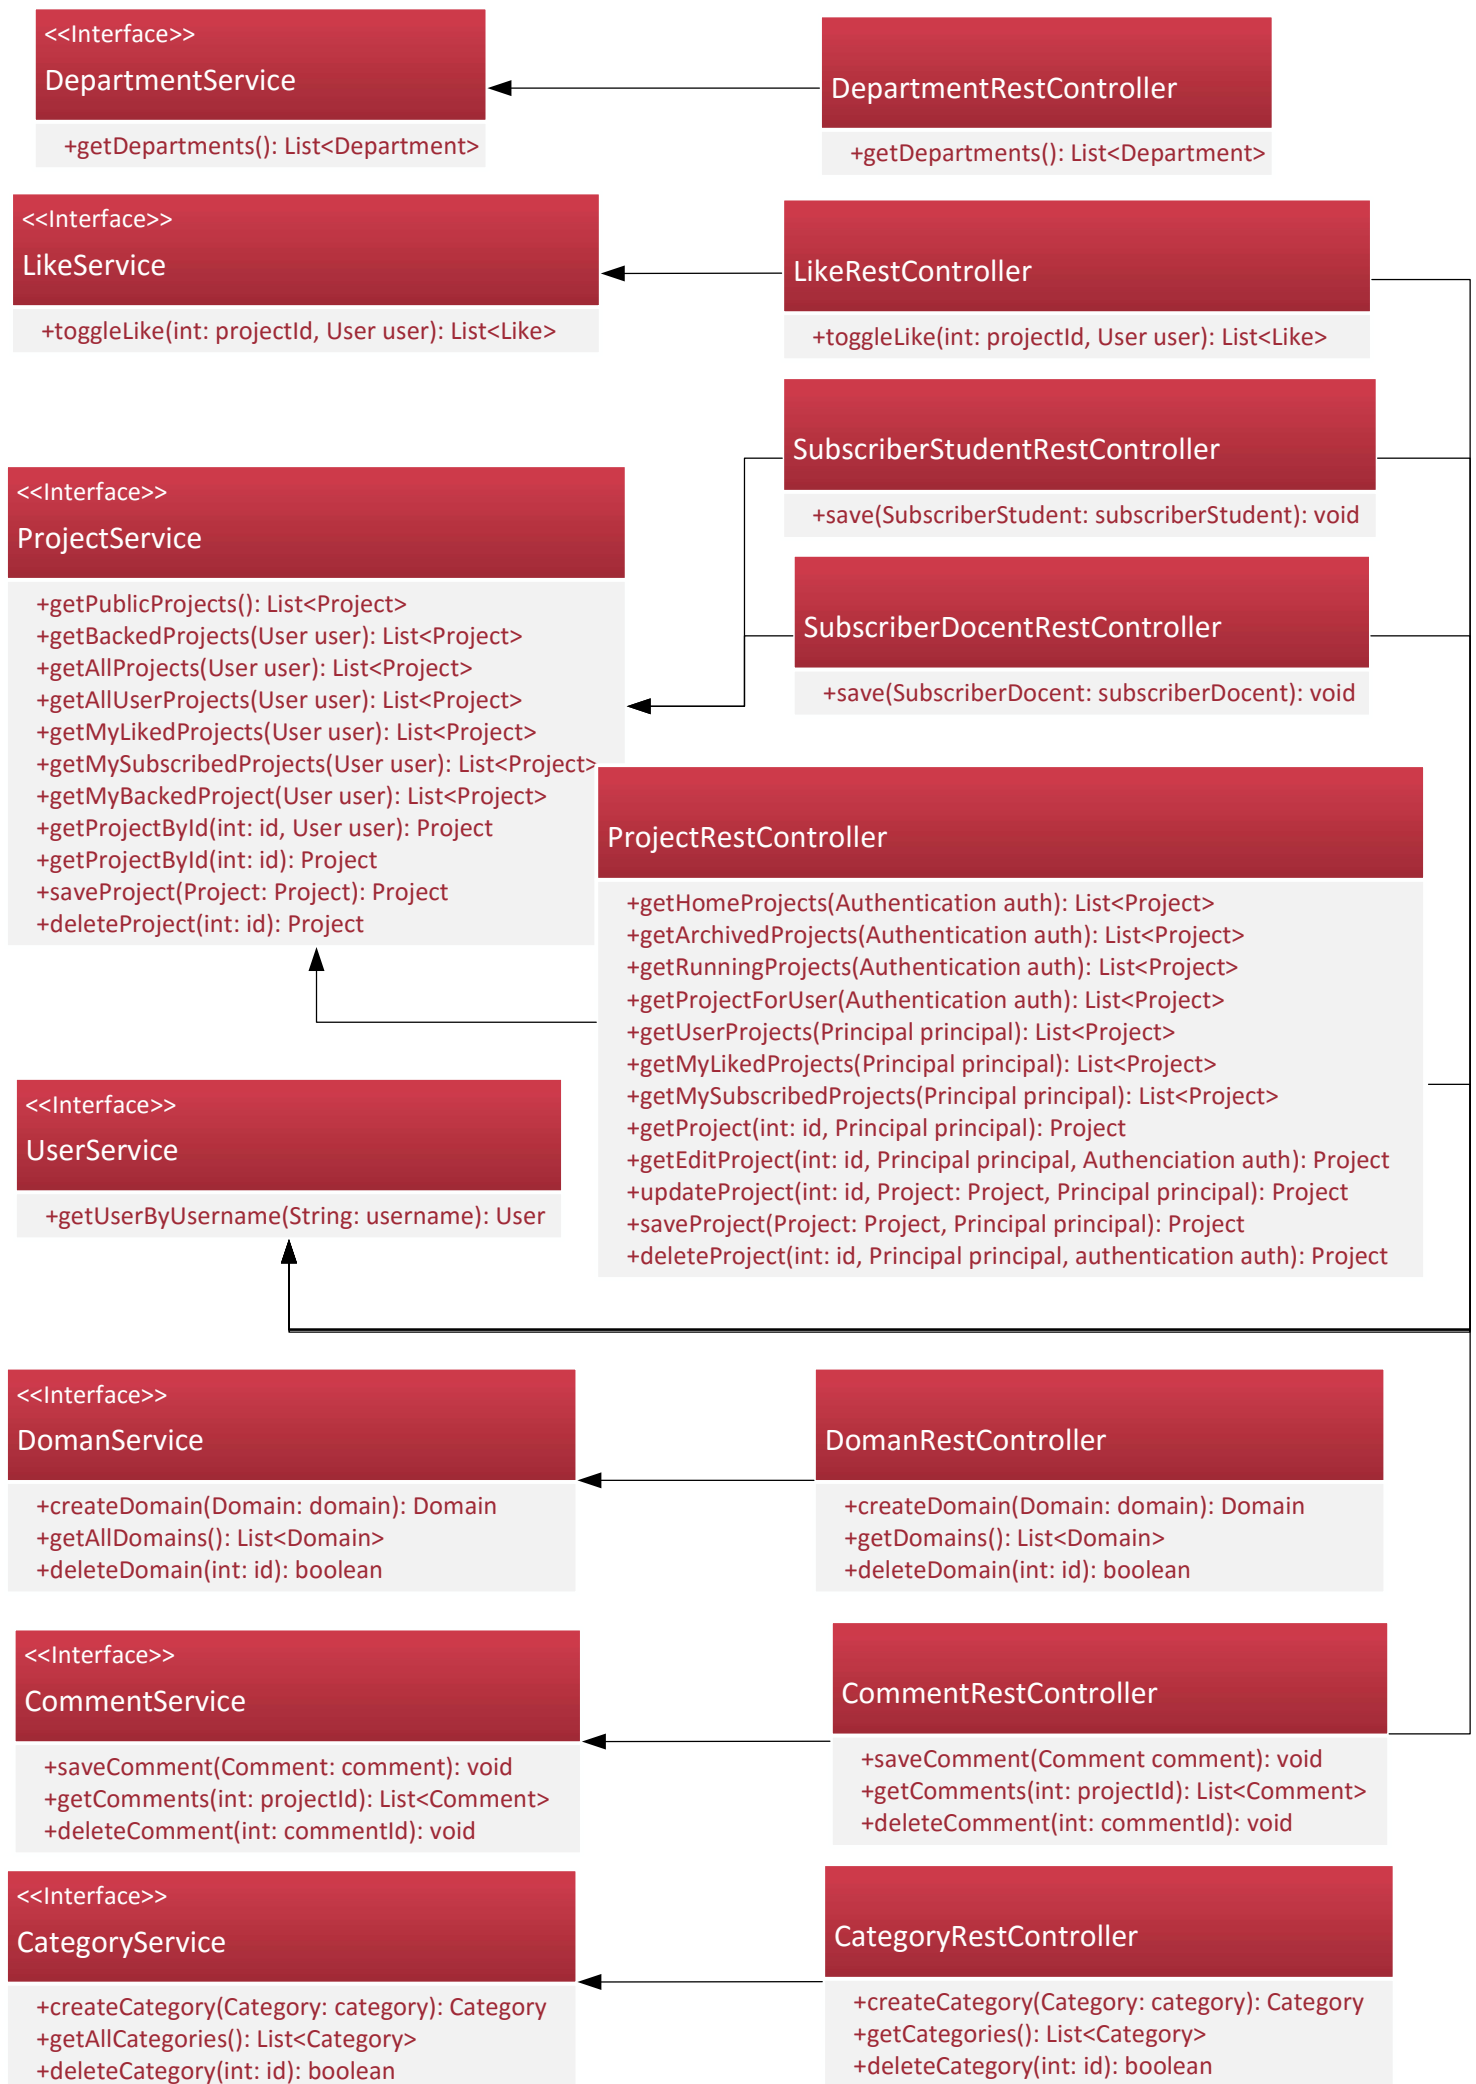 <<Interface>>
DepartmentService
+getDepartments(): List<Department>
DepartmentRestController
+getDepartments(): List<Department>
<<Interface>>
LikeService
+toggleLike(int: projectId, User user): List<Like>
LikeRestController
+toggleLike(int: projectId, User user): List<Like>
SubscriberStudentRestController
+save(SubscriberStudent: subscriberStudent): void
<<Interface>>
ProjectService
+getPublicProjects(): List<Project>
+getBackedProjects(User user): List<Project>
+getAllProjects(User user): List<Project>
+getAllUserProjects(User user): List<Project>
+getMyLikedProjects(User user): List<Project>
+getMySubscribedProjects(User user): List<Project>
+getMyBackedProject(User user): List<Project>
+getProjectById(int: id, User user): Project
+getProjectById(int: id): Project
+saveProject(Project: Project): Project
+deleteProject(int: id): Project
SubscriberDocentRestController
+save(SubscriberDocent: subscriberDocent): void
ProjectRestController
+getHomeProjects(Authentication auth): List<Project>
+getArchivedProjects(Authentication auth): List<Project>
+getRunningProjects(Authentication auth): List<Project>
+getProjectForUser(Authentication auth): List<Project>
+getUserProjects(Principal principal): List<Project>
+getMyLikedProjects(Principal principal): List<Project>
+getMySubscribedProjects(Principal principal): List<Project>
+getProject(int: id, Principal principal): Project
+getEditProject(int: id, Principal principal, Authenciation auth): Project
+updateProject(int: id, Project: Project, Principal principal): Project
+saveProject(Project: Project, Principal principal): Project
+deleteProject(int: id, Principal principal, authentication auth): Project
<<Interface>>
UserService
+getUserByUsername(String: username): User
<<Interface>>
DomanService
+createDomain(Domain: domain): Domain
+getAllDomains(): List<Domain>
+deleteDomain(int: id): boolean
DomanRestController
+createDomain(Domain: domain): Domain
+getDomains(): List<Domain>
+deleteDomain(int: id): boolean
<<Interface>>
CommentService
+saveComment(Comment: comment): void
+getComments(int: projectId): List<Comment>
+deleteComment(int: commentId): void
CommentRestController
+saveComment(Comment comment): void
+getComments(int: projectId): List<Comment>
+deleteComment(int: commentId): void
<<Interface>>
CategoryService
+createCategory(Category: category): Category
+getAllCategories(): List<Category>
+deleteCategory(int: id): boolean
CategoryRestController
+createCategory(Category: category): Category
+getCategories(): List<Category>
+deleteCategory(int: id): boolean